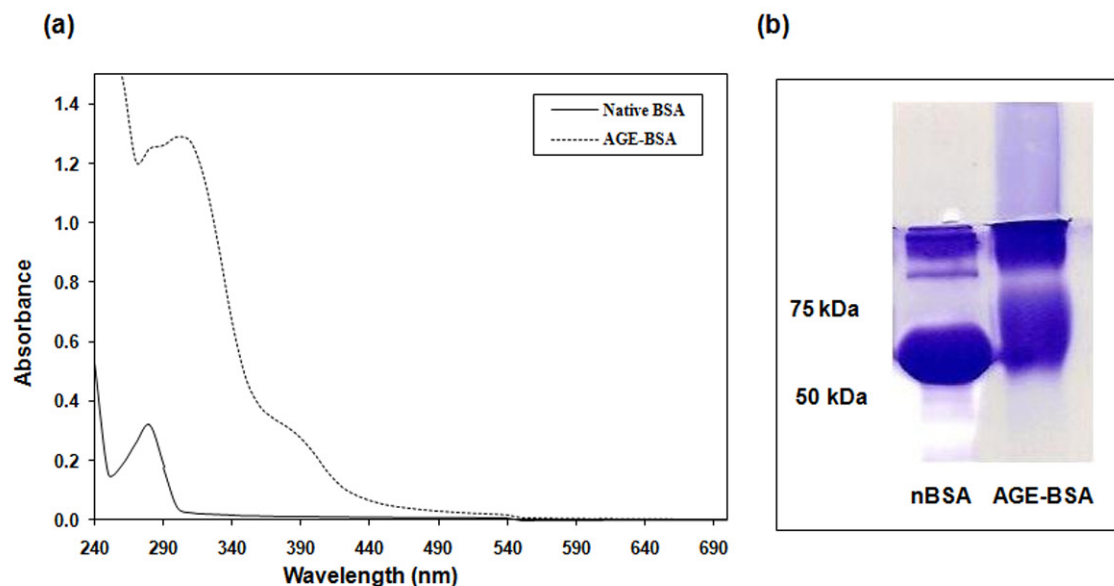 (a)
(b)
Absorbance
1.4
1.2
1.0
0.8
0.6
0.4
0.2
0.0
Native BSA
AGE-BSA
240 290 340 390 440 490 540 590 640 690
Wavelength (nm)
75 kDa
50 kDa
nBSA AGE-BSA